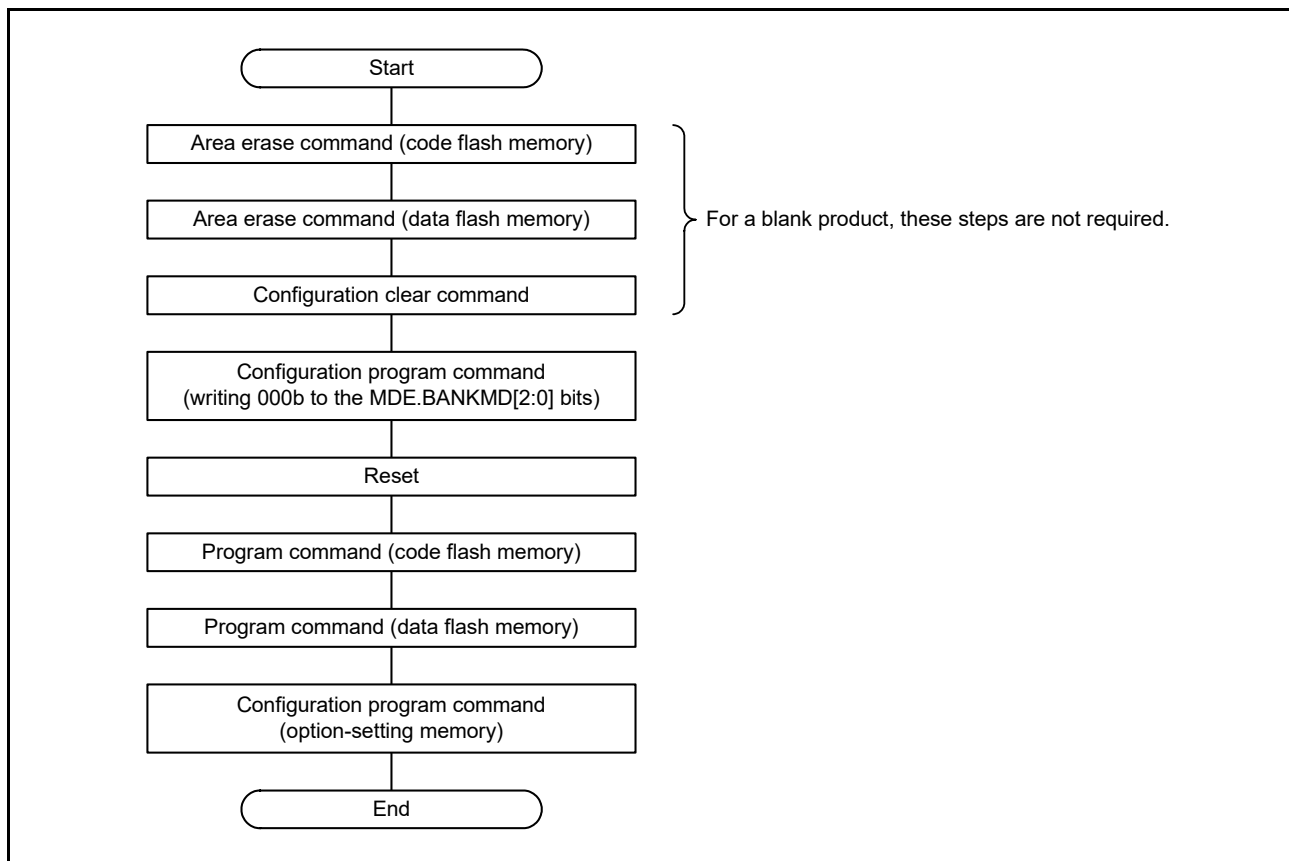 Start
Area erase command (code flash memory)
Area erase command (data flash memory)
For a blank product, these steps are not required.
Configuration clear command
Configuration program command
(writing 000b to the MDE.BANKMD[2:0] bits)
Reset
Program command (code flash memory)
Program command (data flash memory)
Configuration program command
(option-setting memory)
End